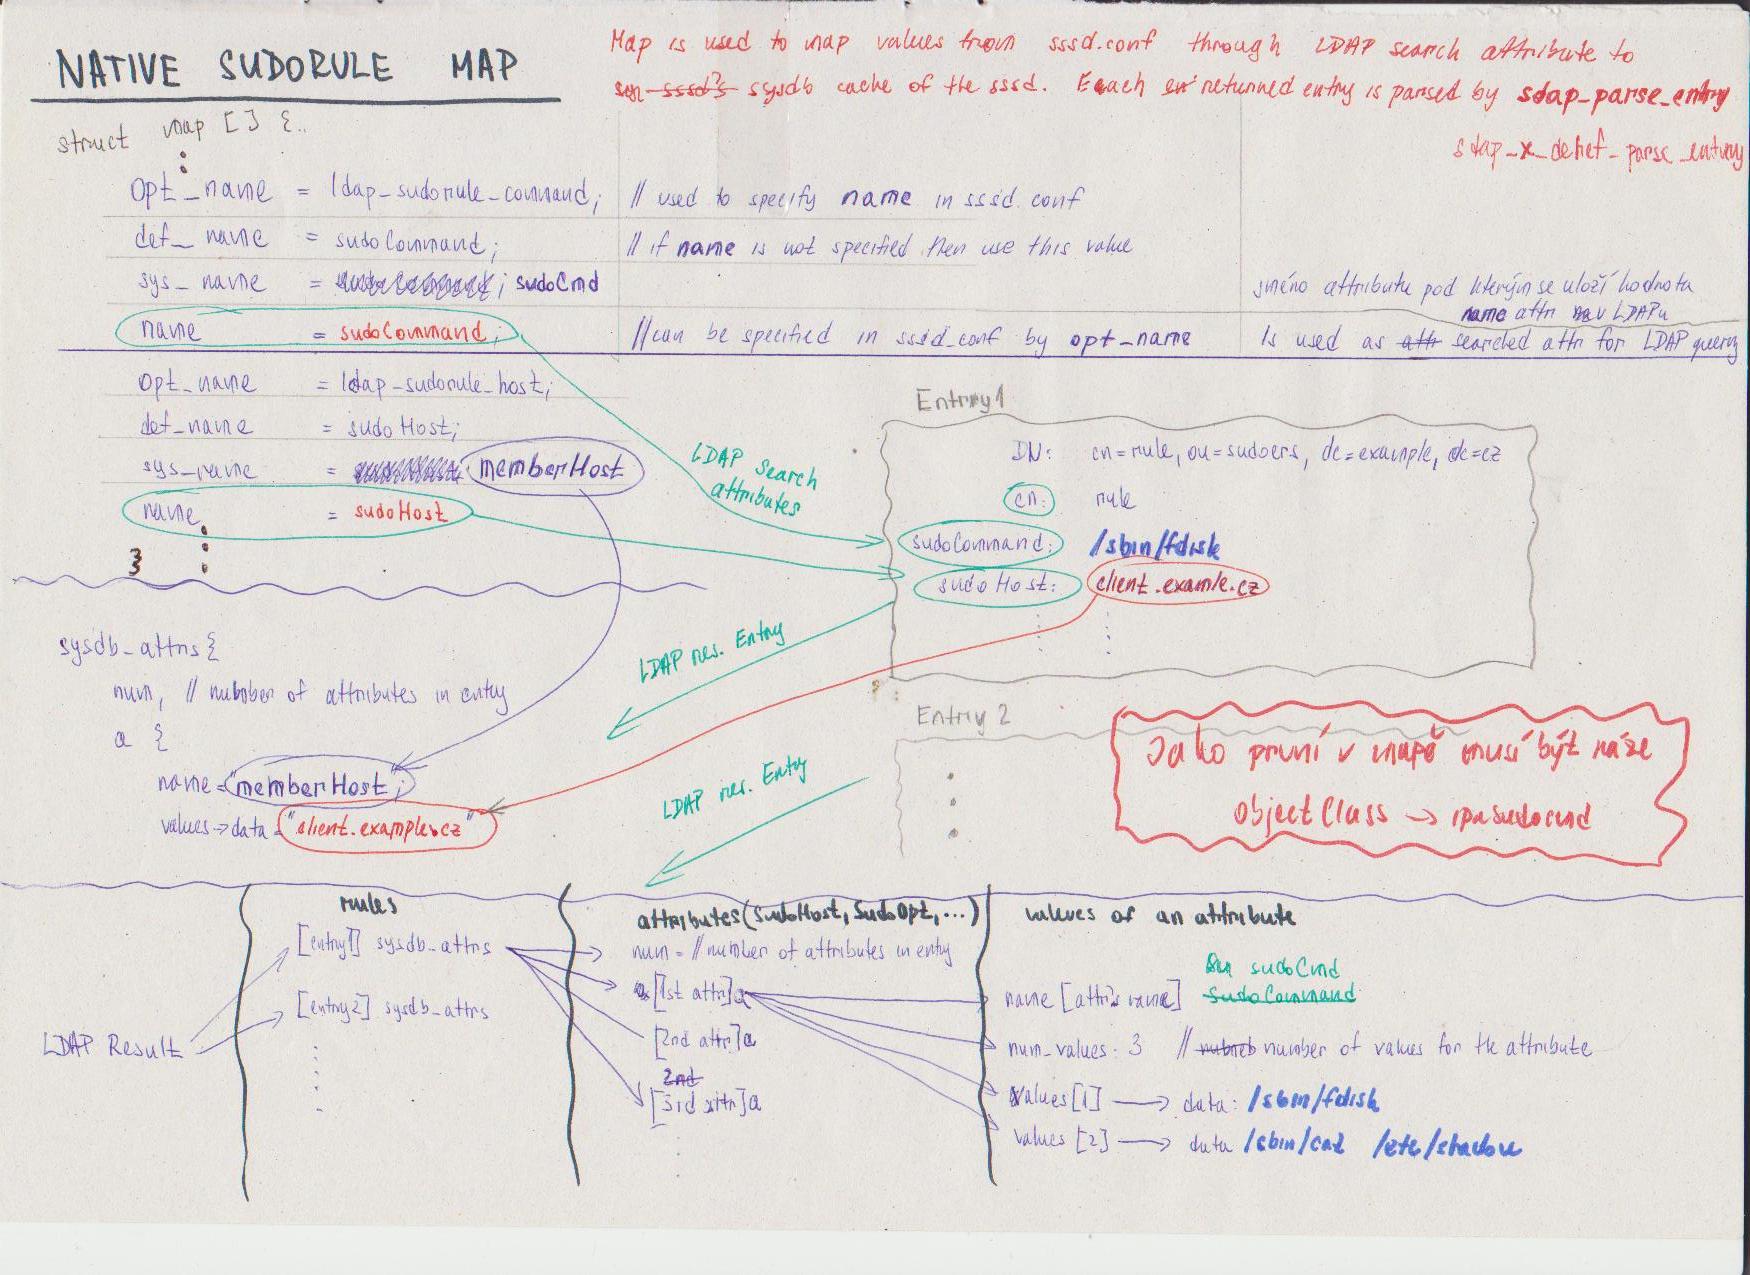 NATIVE SUDORULE MAP
Map is used to map values from sssd.conf through LDAP search attribute to
sysdb cache of the sssd. Each returned entry is parsed by sdap_parse_entry
sdap_x_deref_parse_entry
struct map [] {..
opt_name = ldap_sudorule_command; // used to specify name in sssd.conf
def_name = sudoCommand; // if name is not specified then use this value
sys_name = ; sudoCmd
jméno attributu pod kterým se uloží hodnota
name attr v LDAPu
name = sudoCommand; //can be specified in sssd_conf by opt_name Is used as attr searched attr for LDAP query
opt_name = ldap_sudorule_host;
def_name = sudoHost;
sys_name = memberHost
name = sudoHost
}
LDAP Search
attributes
Entry1
DN: cn=rule, ou=sudoers, dc=example, dc=cz
cn: rule
sudoCommand: /sbin/fdisk
sudoHost: client.examle.cz
LDAP res. Entry
sysdb_attrs {
num, // number of attributes in entry
a {
name="memberHost";
values->data="client.example.cz"
LDAP res. Entry
Entry 2
Jako první v mapě musí být náše
ObjectClass → ipasudocmd
rules
attributes(SudoHost, SudoOpt, ...)
values of an attribute
LDAP Result
[entry1] sysdb_attrs
[entry2] sysdb_attrs
num = //number of attributes in entry
[1st attr]a
[2nd attr]a
2nd
[3rd attr]a
sudoCmd
name [attr's name] SudoCommand
num_values: 3 // number of values for the attribute
values[1] → data: /sbin/fdisk
values [2] → data /sbin/cat /etc/shadow